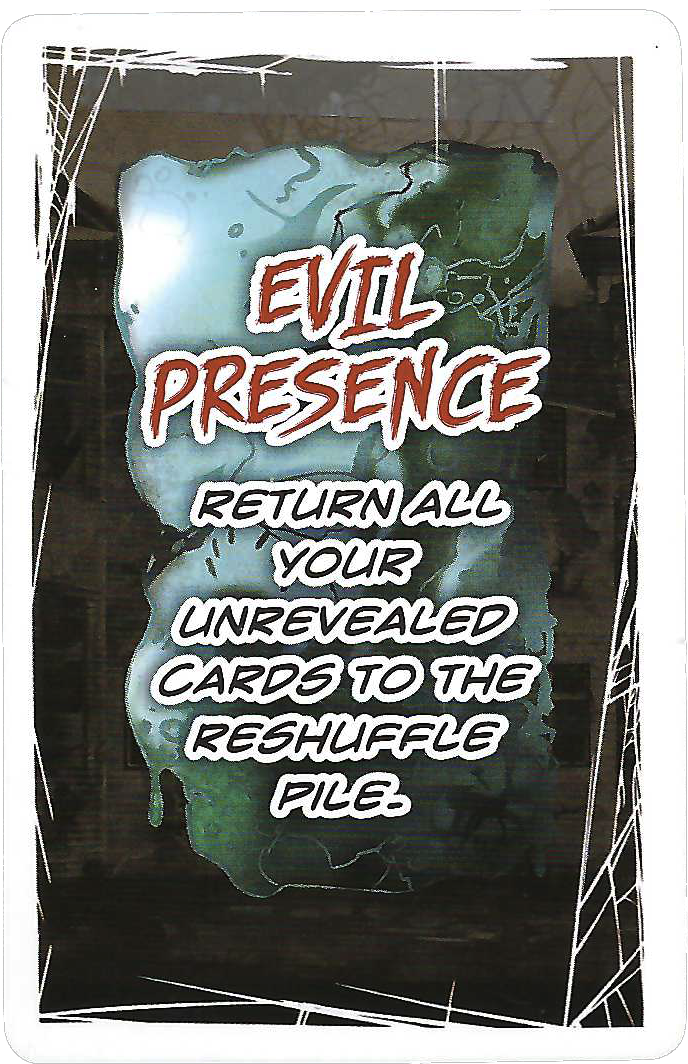 EVIL
PRESENCE
RETURN ALL
YOUR
UNREVEALED
CARDS TO THE
RESHUFFLE
PILE.